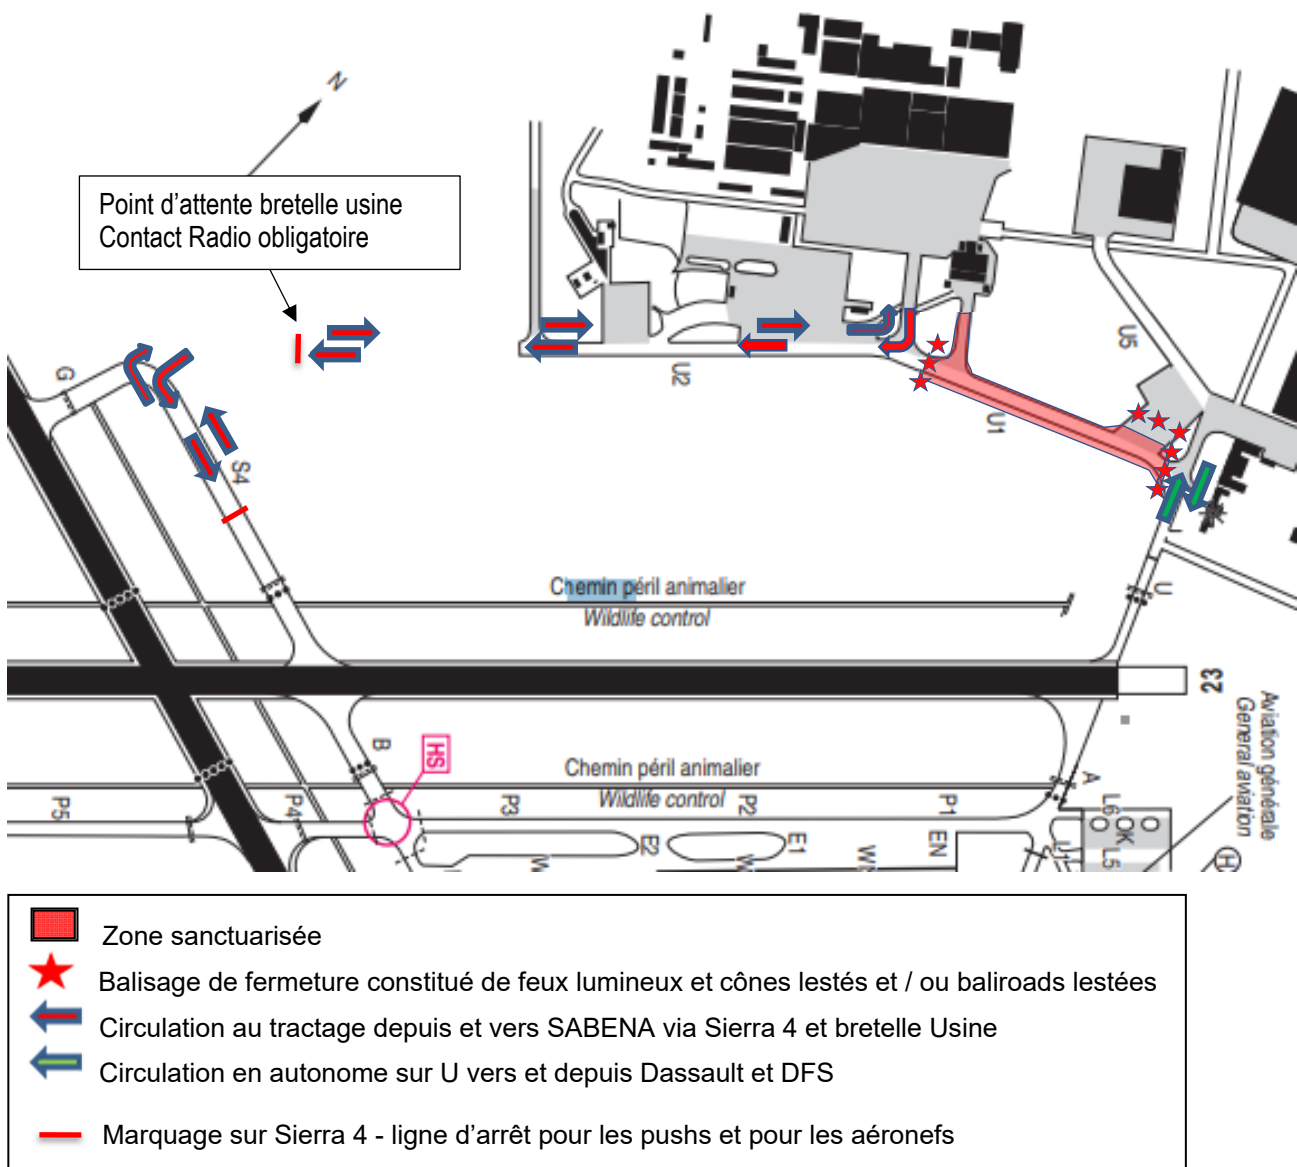 N
Point d'attente bretelle usine
Contact Radio obligatoire
G
S4
U2
U1
U5
U
Chemin péril animalier
Wildlife control
23
Aviation générale
General aviation
B
HS
Chemin péril animalier
Wildlife control
A
P5
P4
P3
P2
P1
L6
OK
L5
E2
E1
EN
W
W
H
Zone sanctuarisée
Balisage de fermeture constitué de feux lumineux et cônes lestés et / ou baliroads lestées
Circulation au tractage depuis et vers SABENA via Sierra 4 et bretelle Usine
Circulation en autonome sur U vers et depuis Dassault et DFS
Marquage sur Sierra 4 - ligne d'arrêt pour les pushs et pour les aéronefs